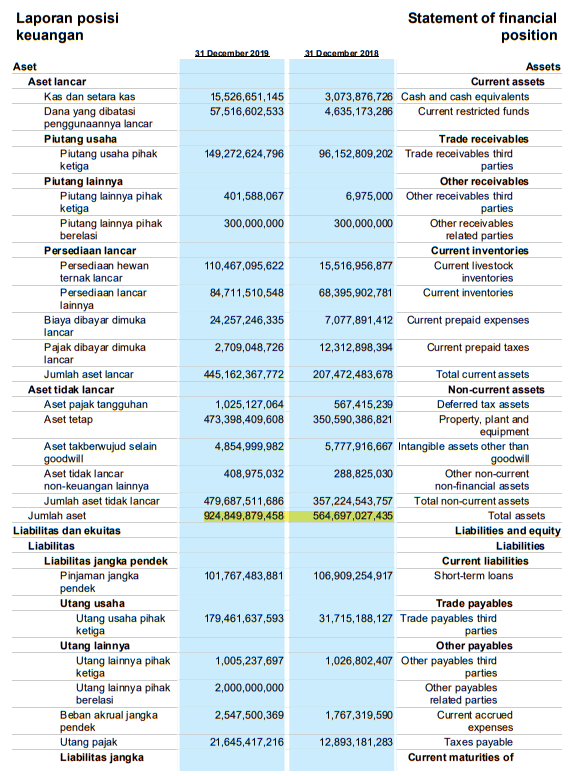 Laporan posisi keuangan Statement of financial position
31 December 2019 31 December 2018
Aset Assets
Aset lancar Current assets
Kas dan setara kas 15,526,651,145 3,073,876,726 Cash and cash equivalents
Dana yang dibatasi penggunaannya lancar 57,516,602,533 4,635,173,286 Current restricted funds
Piutang usaha Trade receivables
Piutang usaha pihak ketiga 149,272,624,796 96,152,809,202 Trade receivables third parties
Piutang lainnya Other receivables
Piutang lainnya pihak ketiga 401,588,067 6,975,000 Other receivables third parties
Piutang lainnya pihak berelasi 300,000,000 300,000,000 Other receivables related parties
Persediaan lancar Current inventories
Persediaan hewan ternak lancar 110,467,095,622 15,516,956,877 Current livestock inventories
Persediaan lancar lainnya 84,711,510,548 68,395,902,781 Current inventories
Biaya dibayar dimuka lancar 24,257,246,335 7,077,891,412 Current prepaid expenses
Pajak dibayar dimuka lancar 2,709,048,726 12,312,898,394 Current prepaid taxes
Jumlah aset lancar 445,162,367,772 207,472,483,678 Total current assets
Aset tidak lancar Non-current assets
Aset pajak tangguhan 1,025,127,064 567,415,239 Deferred tax assets
Aset tetap 473,398,409,608 350,590,386,821 Property, plant and equipment
Aset takberwujud selain goodwill 4,854,999,982 5,777,916,667 Intangible assets other than goodwill
Aset tidak lancar non-keuangan lainnya 408,975,032 288,825,030 Other non-current non-financial assets
Jumlah aset tidak lancar 479,687,511,686 357,224,543,757 Total non-current assets
Jumlah aset 924,849,879,458 564,697,027,435 Total assets
Liabilitas dan ekuitas Liabilities and equity
Liabilitas Liabilities
Liabilitas jangka pendek Current liabilities
Pinjaman jangka pendek 101,767,483,881 106,909,254,917 Short-term loans
Utang usaha Trade payables
Utang usaha pihak ketiga 179,461,637,593 31,715,188,127 Trade payables third parties
Utang lainnya Other payables
Utang lainnya pihak ketiga 1,005,237,697 1,026,802,407 Other payables third parties
Utang lainnya pihak berelasi 2,000,000,000 Other payables related parties
Beban akrual jangka pendek 2,547,500,369 1,767,319,590 Current accrued expenses
Utang pajak 21,645,417,216 12,893,181,283 Taxes payable
Liabilitas jangka Current maturities of